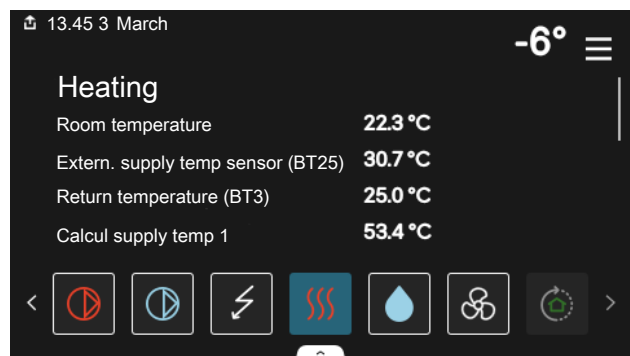 13.45 3 March
-6°
Heating
Room temperature 22.3 °C
Extern. supply temp sensor (BT25) 30.7 °C
Return temperature (BT3) 25.0 °C
Calcul supply temp 1 53.4 °C